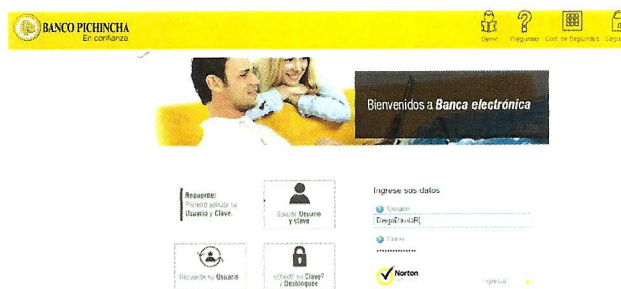 BANCO PICHINCHA
En confianza.
Demo Preguntas Cod. de Seguridad
Bienvenidos a Banca electrónica
Recuerde:
Primero solicite su
Usuario y Clave.
Solicite Usuario
y clave
Recuerde su Usuario
¿Olvidó su Clave?
/ Desbloquee
Ingrese sus datos
Usuario
Clave
Norton
Ingresar